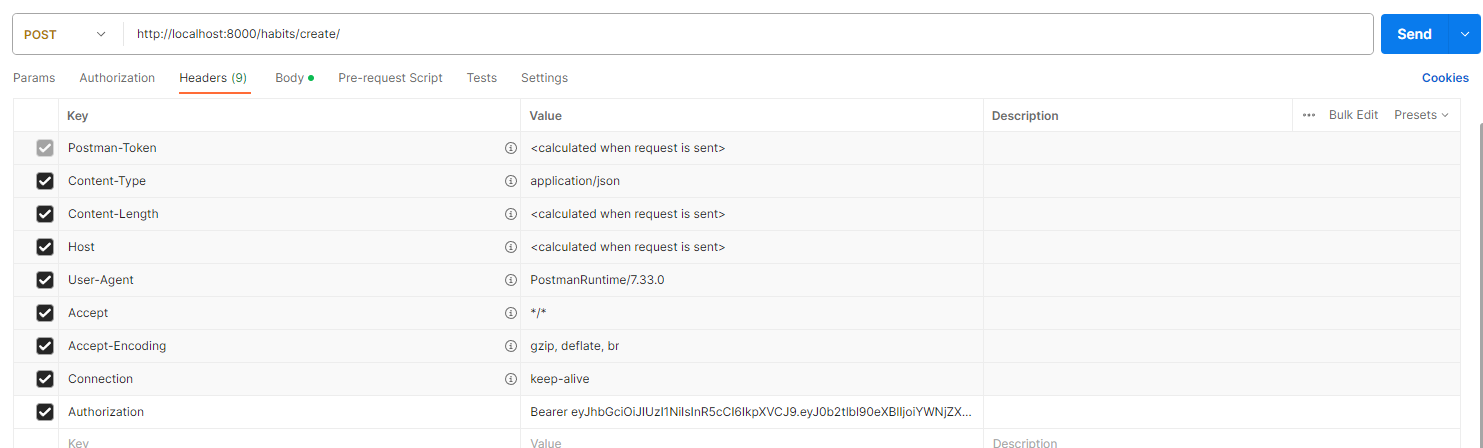 POST http://localhost:8000/habits/create/ Send
Params Authorization Headers (9) Body Pre-request Script Tests Settings Cookies
Key Value Description ••• Bulk Edit Presets
Postman-Token <calculated when request is sent>
Content-Type application/json
Content-Length <calculated when request is sent>
Host <calculated when request is sent>
User-Agent PostmanRuntime/7.33.0
Accept */*
Accept-Encoding gzip, deflate, br
Connection keep-alive
Authorization Bearer eyJhbGciOiJIUzI1NiIsInR5cCI6IkpXVCJ9.eyJ0b2tlbl90eXBlIjoiYWNjZX...
Key Value Description